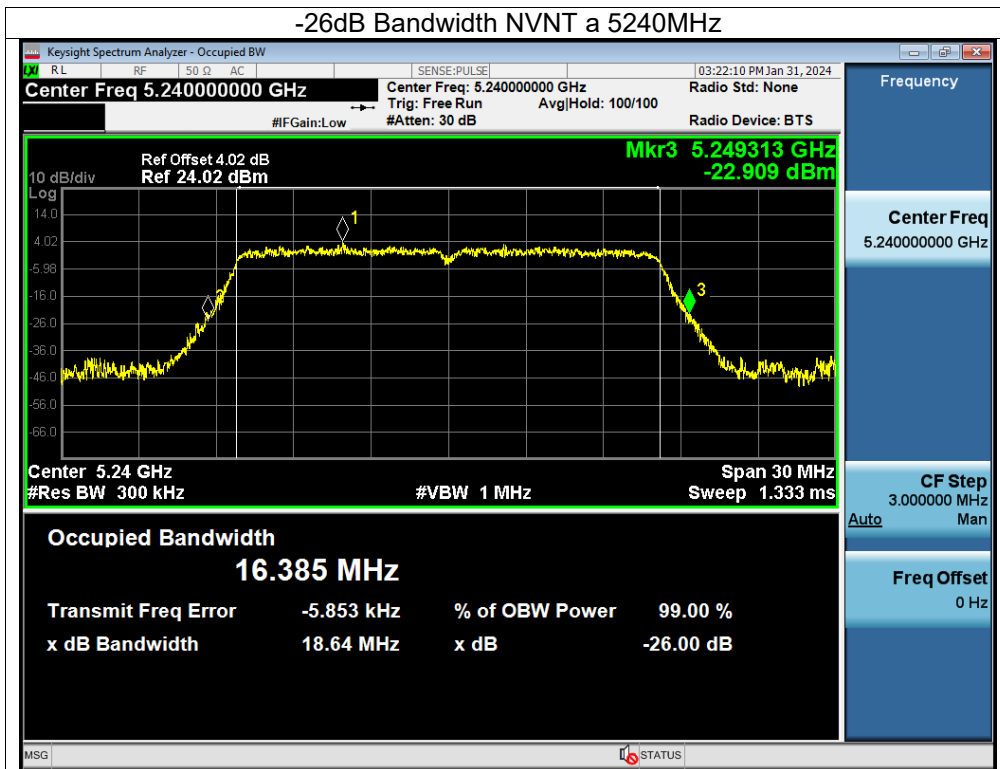 -26dB Bandwidth NVNT a 5240MHz
Keysight Spectrum Analyzer - Occupied BW
LXI RL RF 50 Ω AC SENSE:PULSE 03:22:10 PM Jan 31, 2024
Center Freq 5.240000000 GHz
Center Freq: 5.240000000 GHz
Radio Std: None
Trig: Free Run Avg|Hold: 100/100
#IFGain:Low
#Atten: 30 dB
Radio Device: BTS
Mkr3 5.249313 GHz
-22.909 dBm
Ref Offset 4.02 dB
10 dB/div Ref 24.02 dBm
Log
14.0
4.02
-5.98
-16.0
-26.0
-36.0
-46.0
-56.0
-66.0
1
2
3
Center 5.24 GHz Span 30 MHz
#Res BW 300 kHz #VBW 1 MHz Sweep 1.333 ms
Occupied Bandwidth
16.385 MHz
Transmit Freq Error -5.853 kHz % of OBW Power 99.00 %
x dB Bandwidth 18.64 MHz x dB -26.00 dB
MSG STATUS
Frequency
Center Freq
5.240000000 GHz
CF Step
3.000000 MHz
Auto Man
Freq Offset
0 Hz